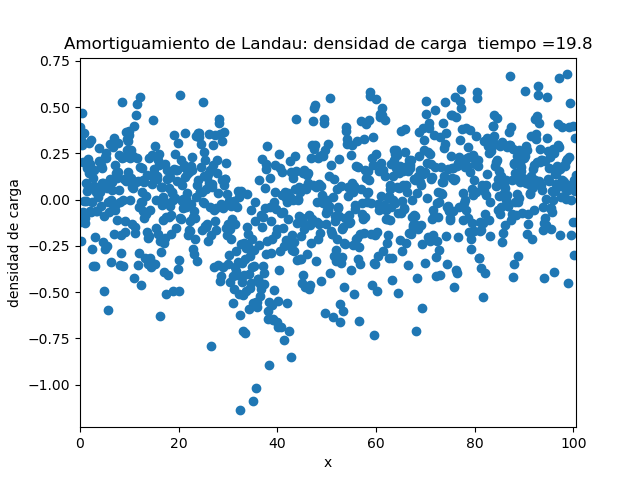 Amortiguamiento de Landau: densidad de carga  tiempo =19.8
densidad de carga
0.75
0.50
0.25
0.00
−0.25
−0.50
−0.75
−1.00
0 20 40 60 80 100
x